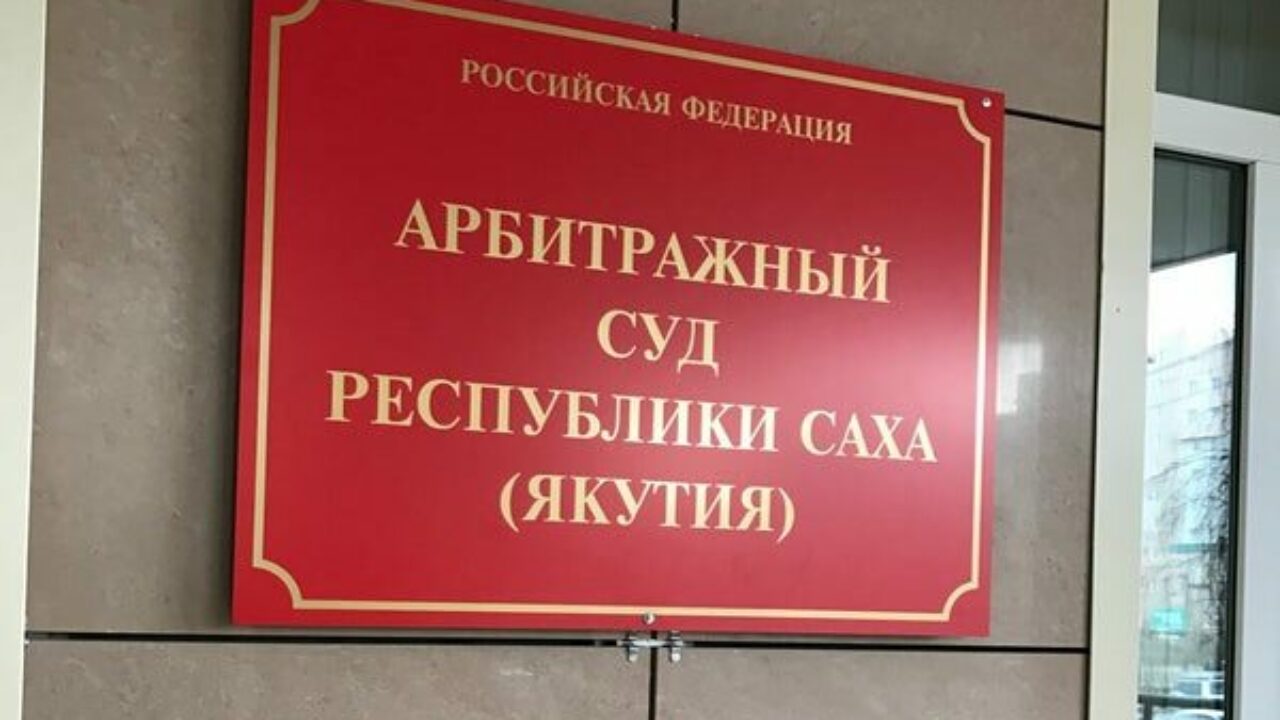 РОССИЙСКАЯ ФЕДЕРАЦИЯ
АРБИТРАЖНЫЙ
СУД
РЕСПУБЛИКИ САХА
(ЯКУТИЯ)